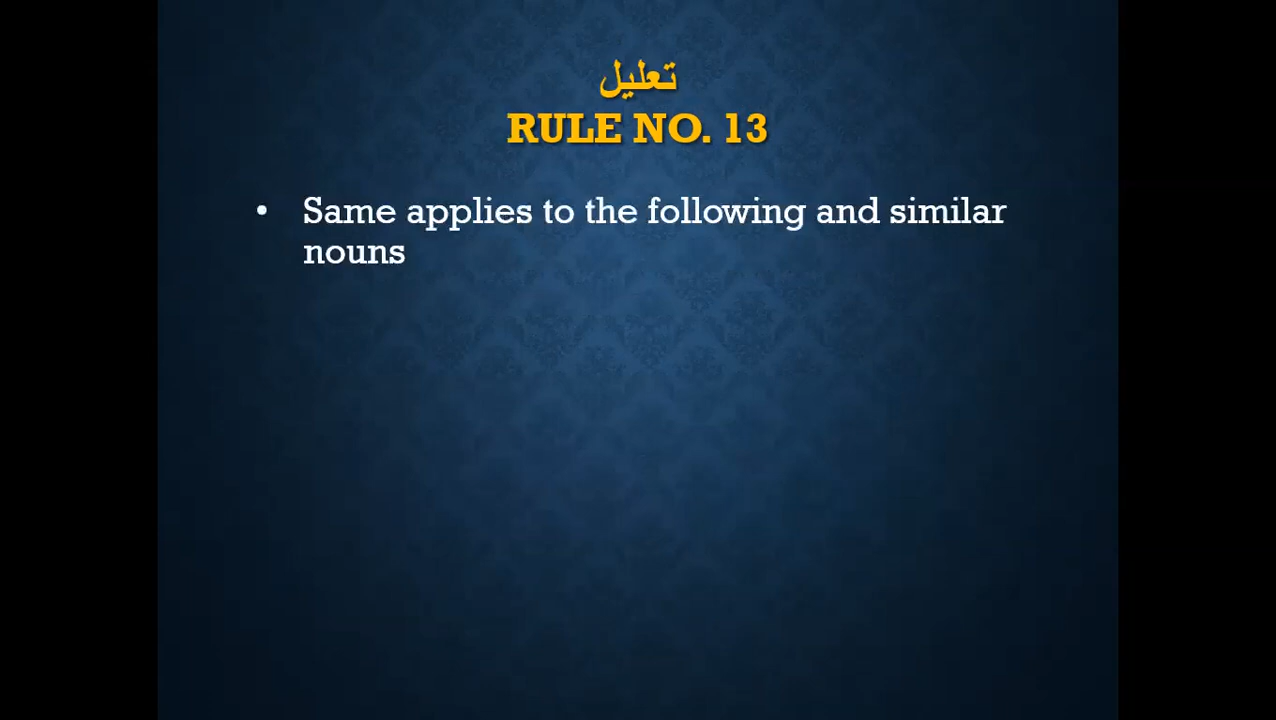 تعليل
RULE NO. 13
• Same applies to the following and similar
nouns